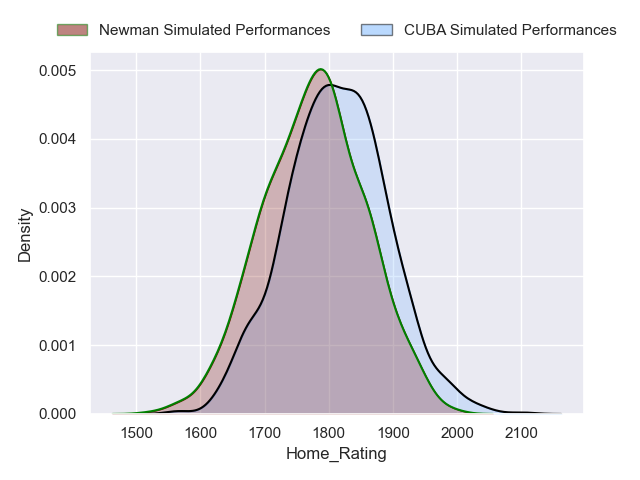 Newman Simulated Performances CUBA Simulated Performances
0.005
0.004
0.003
0.002
0.001
0.000
Density
1500 1600 1700 1800 1900 2000 2100
Home_Rating